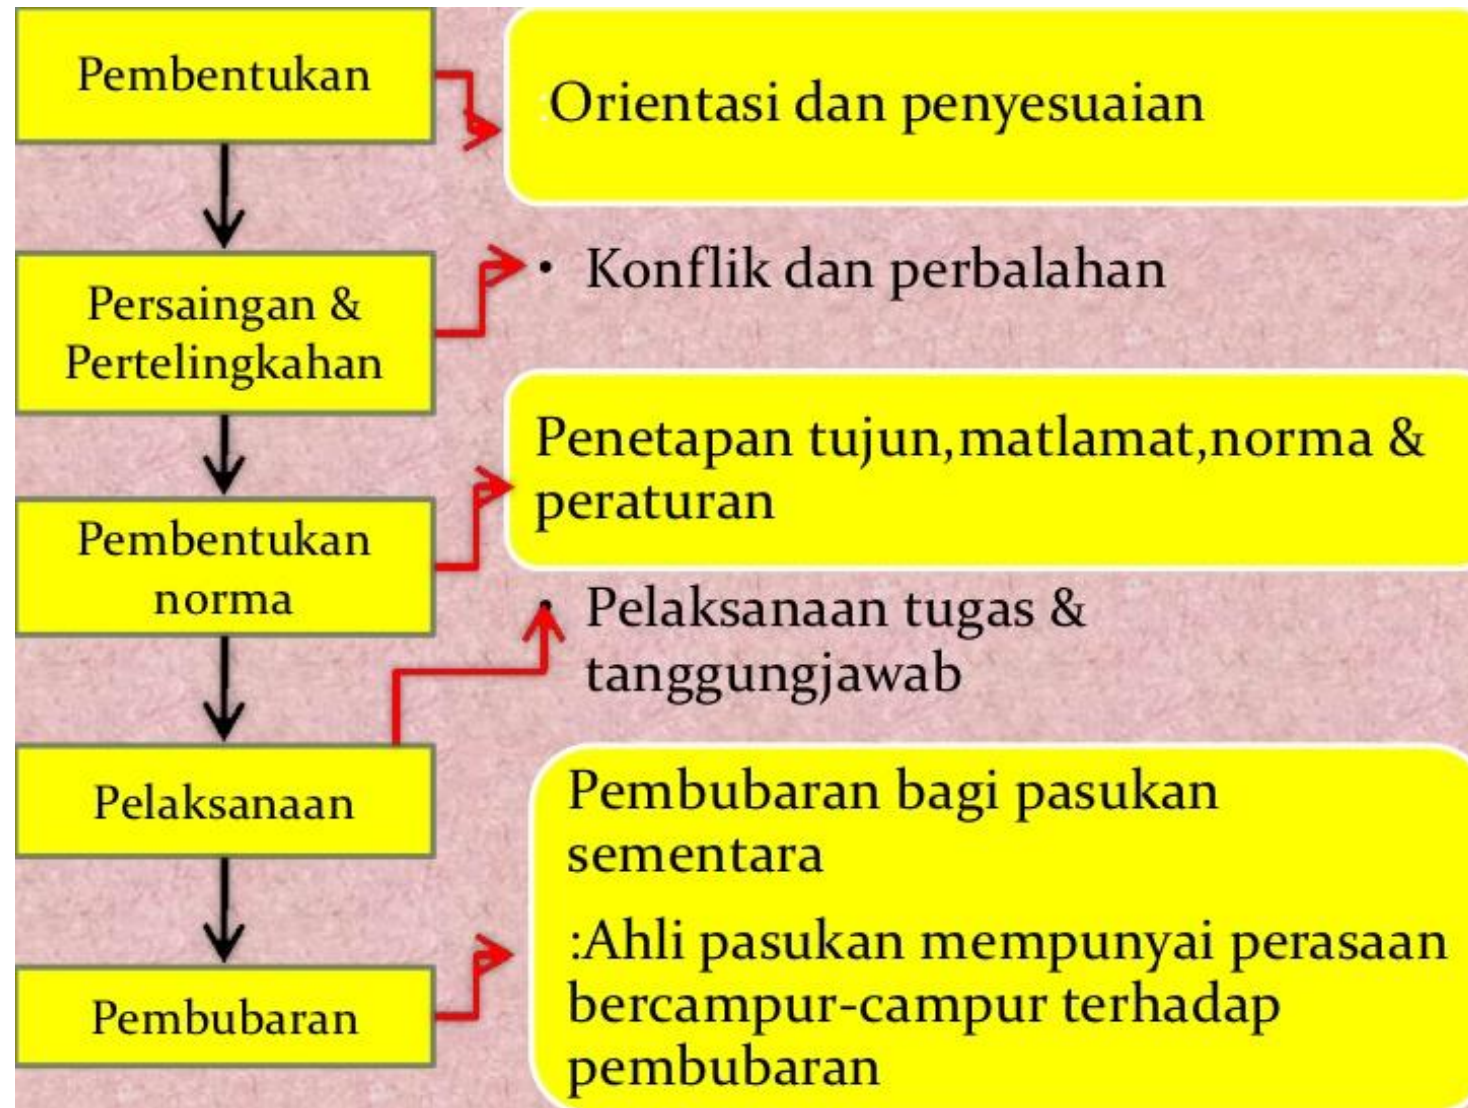 Pembentukan
:Orientasi dan penyesuaian
• Konflik dan perbalahan
Persaingan &
Pertelingkahan
Penetapan tujun,matlamat,norma &
peraturan
Pembentukan
norma
• Pelaksanaan tugas &
tanggungjawab
Pelaksanaan
Pembubaran bagi pasukan
sementara
:Ahli pasukan mempunyai perasaan
bercampur-campur terhadap
pembubaran
Pembubaran